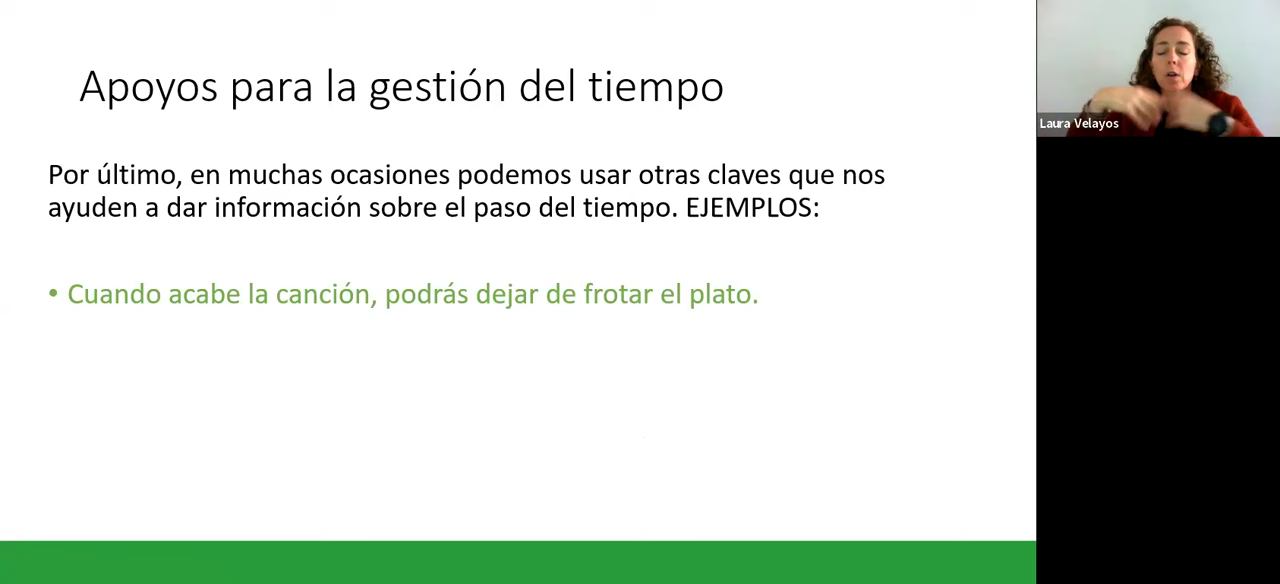 Apoyos para la gestión del tiempo
Por último, en muchas ocasiones podemos usar otras claves que nos
ayuden a dar información sobre el paso del tiempo. EJEMPLOS:
• Cuando acabe la canción, podrás dejar de frotar el plato.
Laura Velayos